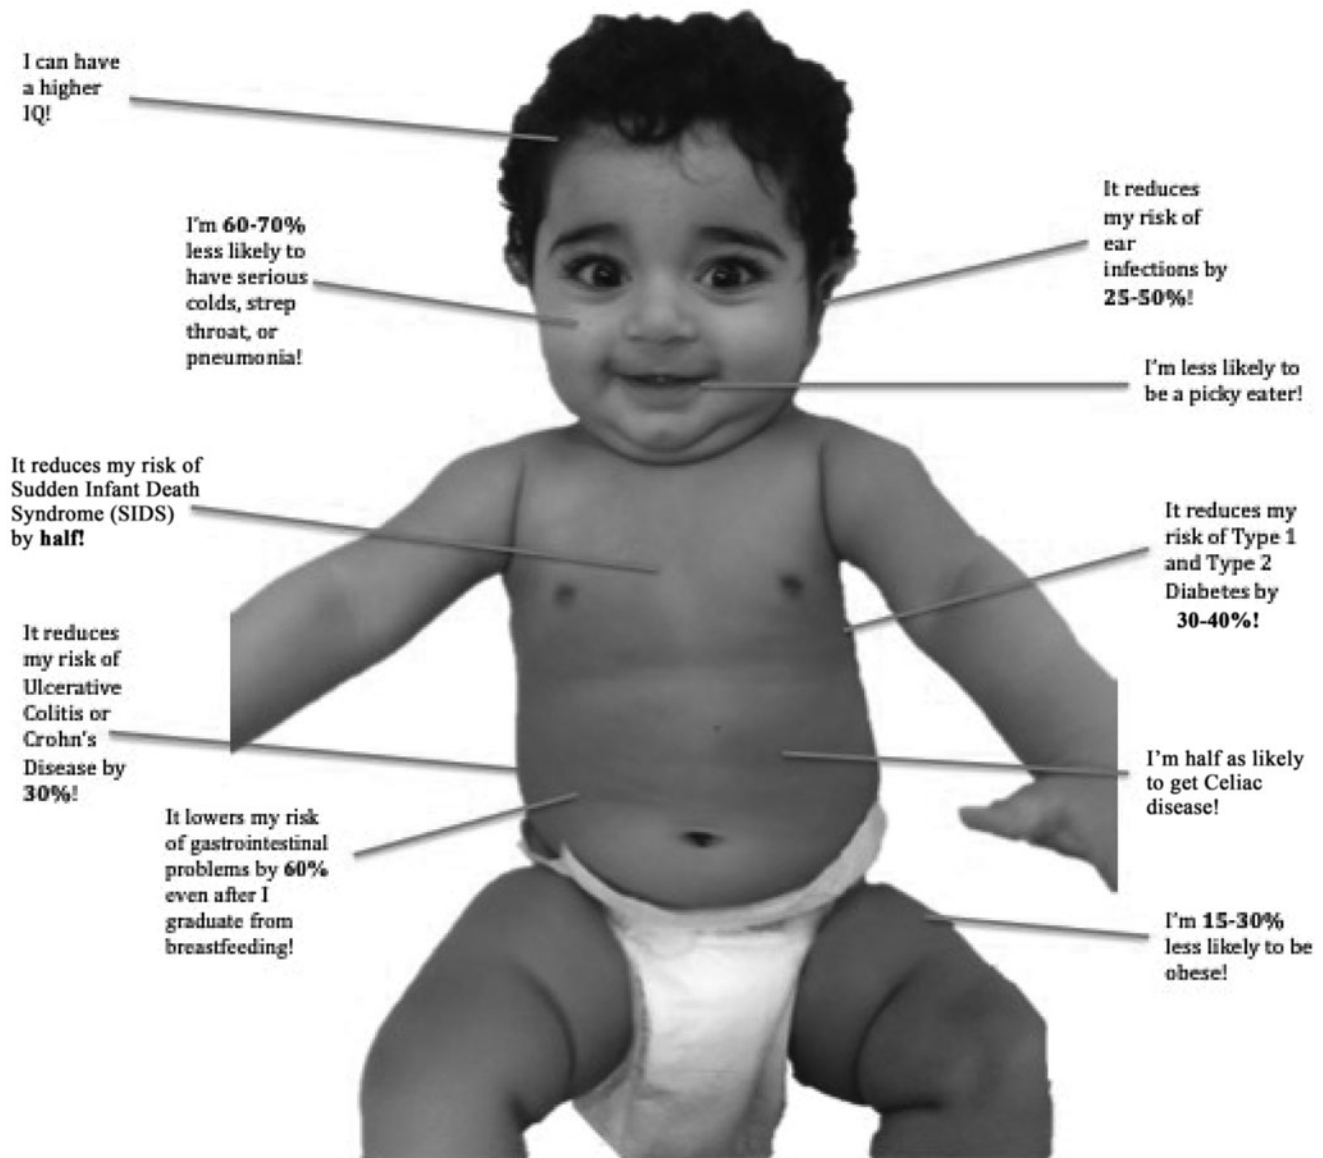 I can have
a higher
IQ!
I'm 60-70%
less likely to
have serious
colds, strep
throat, or
pneumonia!
It reduces
my risk of
ear
infections by
25-50%!
I'm less likely to
be a picky eater!
It reduces my risk of
Sudden Infant Death
Syndrome (SIDS)
by half!
It reduces my
risk of Type 1
and Type 2
Diabetes by
30-40%!
It reduces
my risk of
Ulcerative
Colitis or
Crohn's
Disease by
30%!
I'm half as likely
to get Celiac
disease!
It lowers my risk
of gastrointestinal
problems by 60%
even after I
graduate from
breastfeeding!
I'm 15-30%
less likely to be
obese!